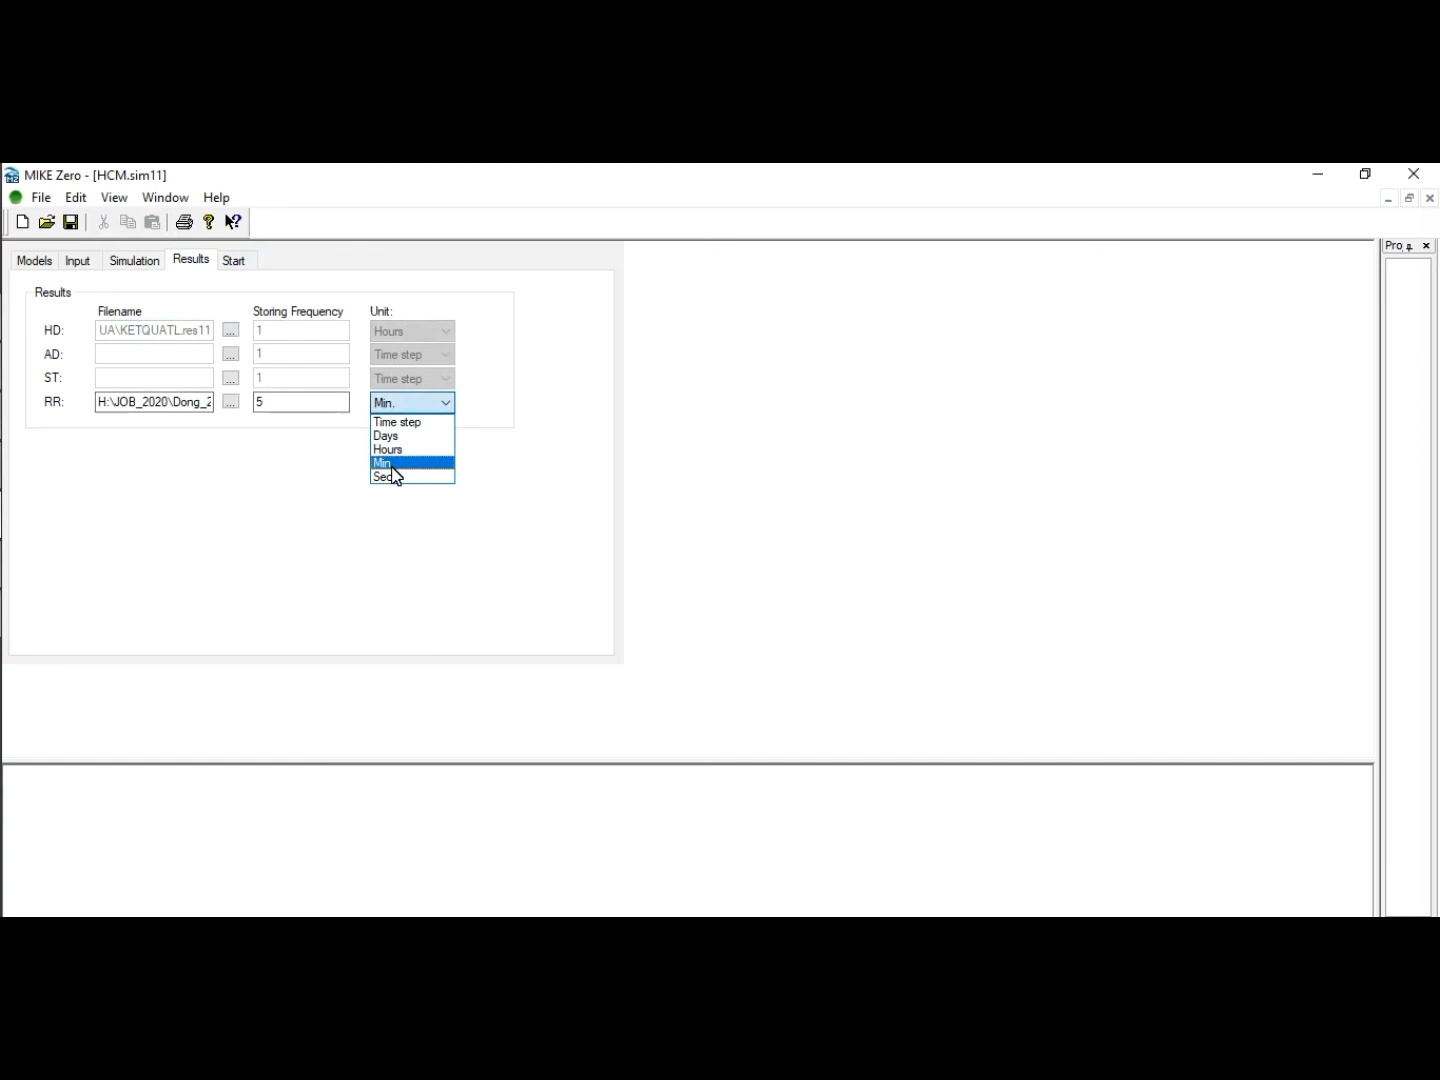 MIKE Zero - [HCM.sim11]
File Edit View Window Help
Pro
Models Input Simulation Results Start
Results
Filename Storing Frequency Unit:
HD: UA\KETQUATL.res11 ... 1 Hours
AD: ... 1 Time step
ST: ... 1 Time step
RR: H:\JOB_2020\Dong_2 ... 5 Min.
Time step
Days
Hours
Min
Sec